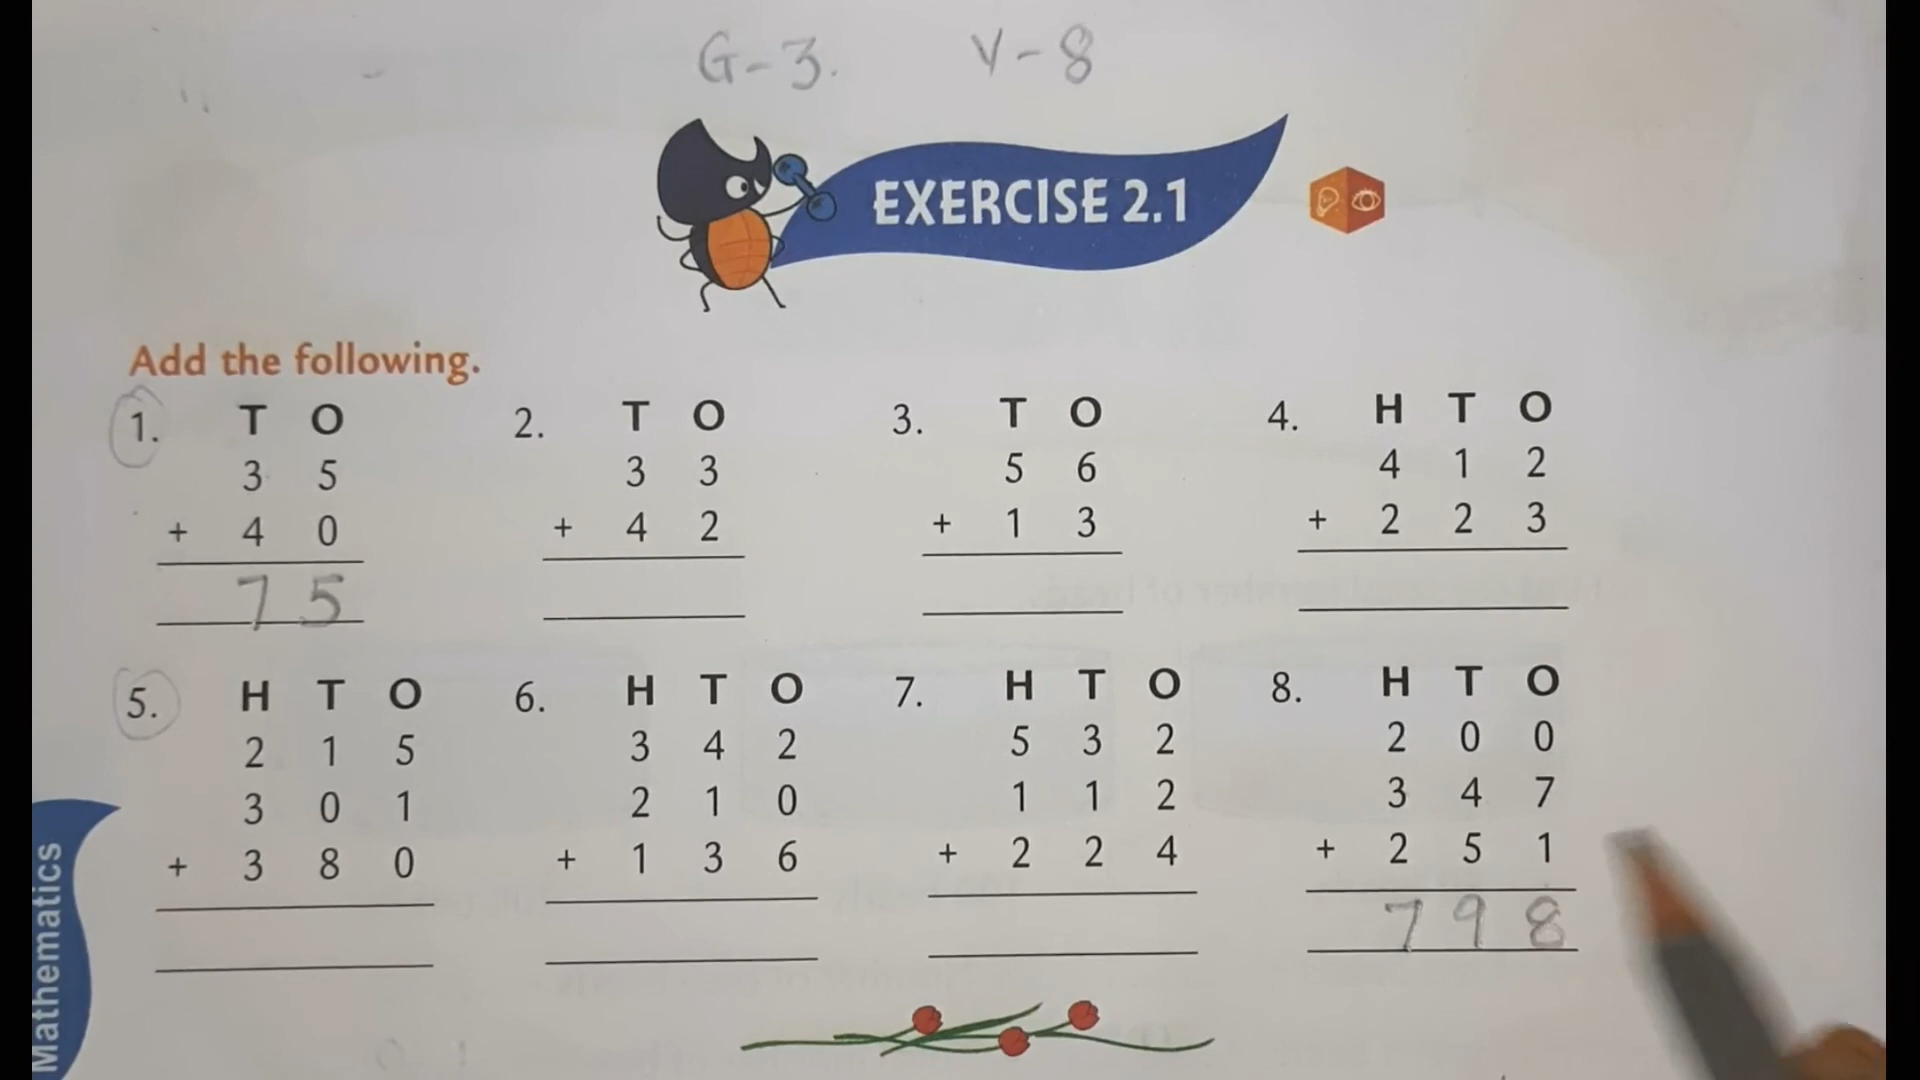 G-3. V-8
EXERCISE 2.1
Add the following.
1. T O
3 5
+ 4 0
7 5
2. T O
3 3
+ 4 2
3. T O
5 6
+ 1 3
4. H T O
4 1 2
+ 2 2 3
5. H T O
2 1 5
3 0 1
+ 3 8 0
6. H T O
3 4 2
2 1 0
+ 1 3 6
7. H T O
5 3 2
1 1 2
+ 2 2 4
8. H T O
2 0 0
3 4 7
+ 2 5 1
7 9 8
Mathematics